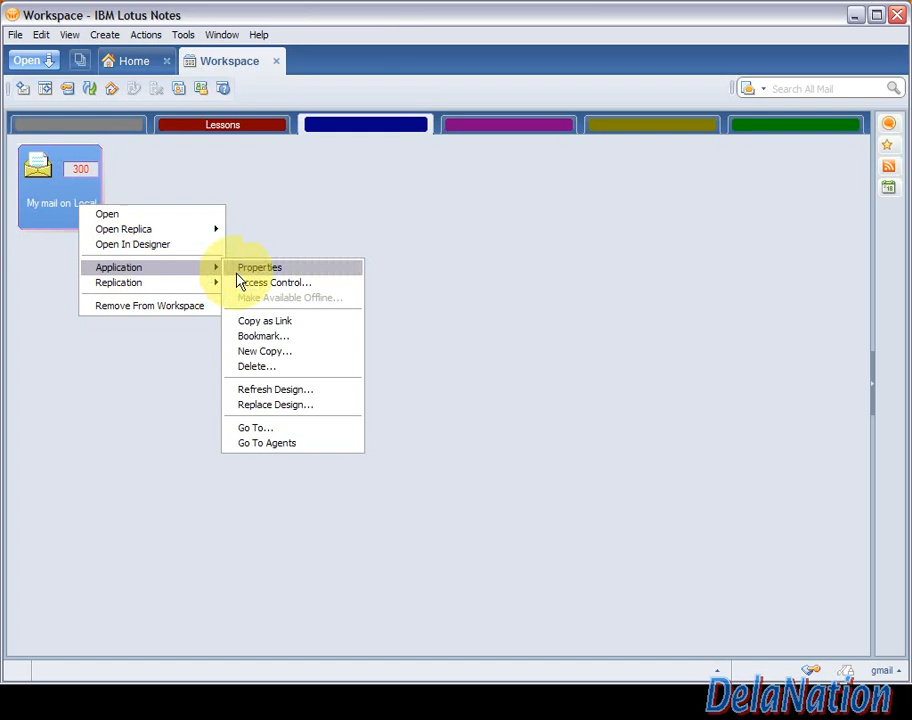 Workspace - IBM Lotus Notes
File Edit View Create Actions Tools Window Help
Open Home Workspace
Search All Mail
Lessons
300
My mail on Local
Open
Open Replica
Open In Designer
Application
Replication
Remove From Workspace
Properties
Access Control...
Make Available Offline...
Copy as Link
Bookmark...
New Copy...
Delete...
Refresh Design...
Replace Design...
Go To...
Go To Agents
gmail
DelaNation